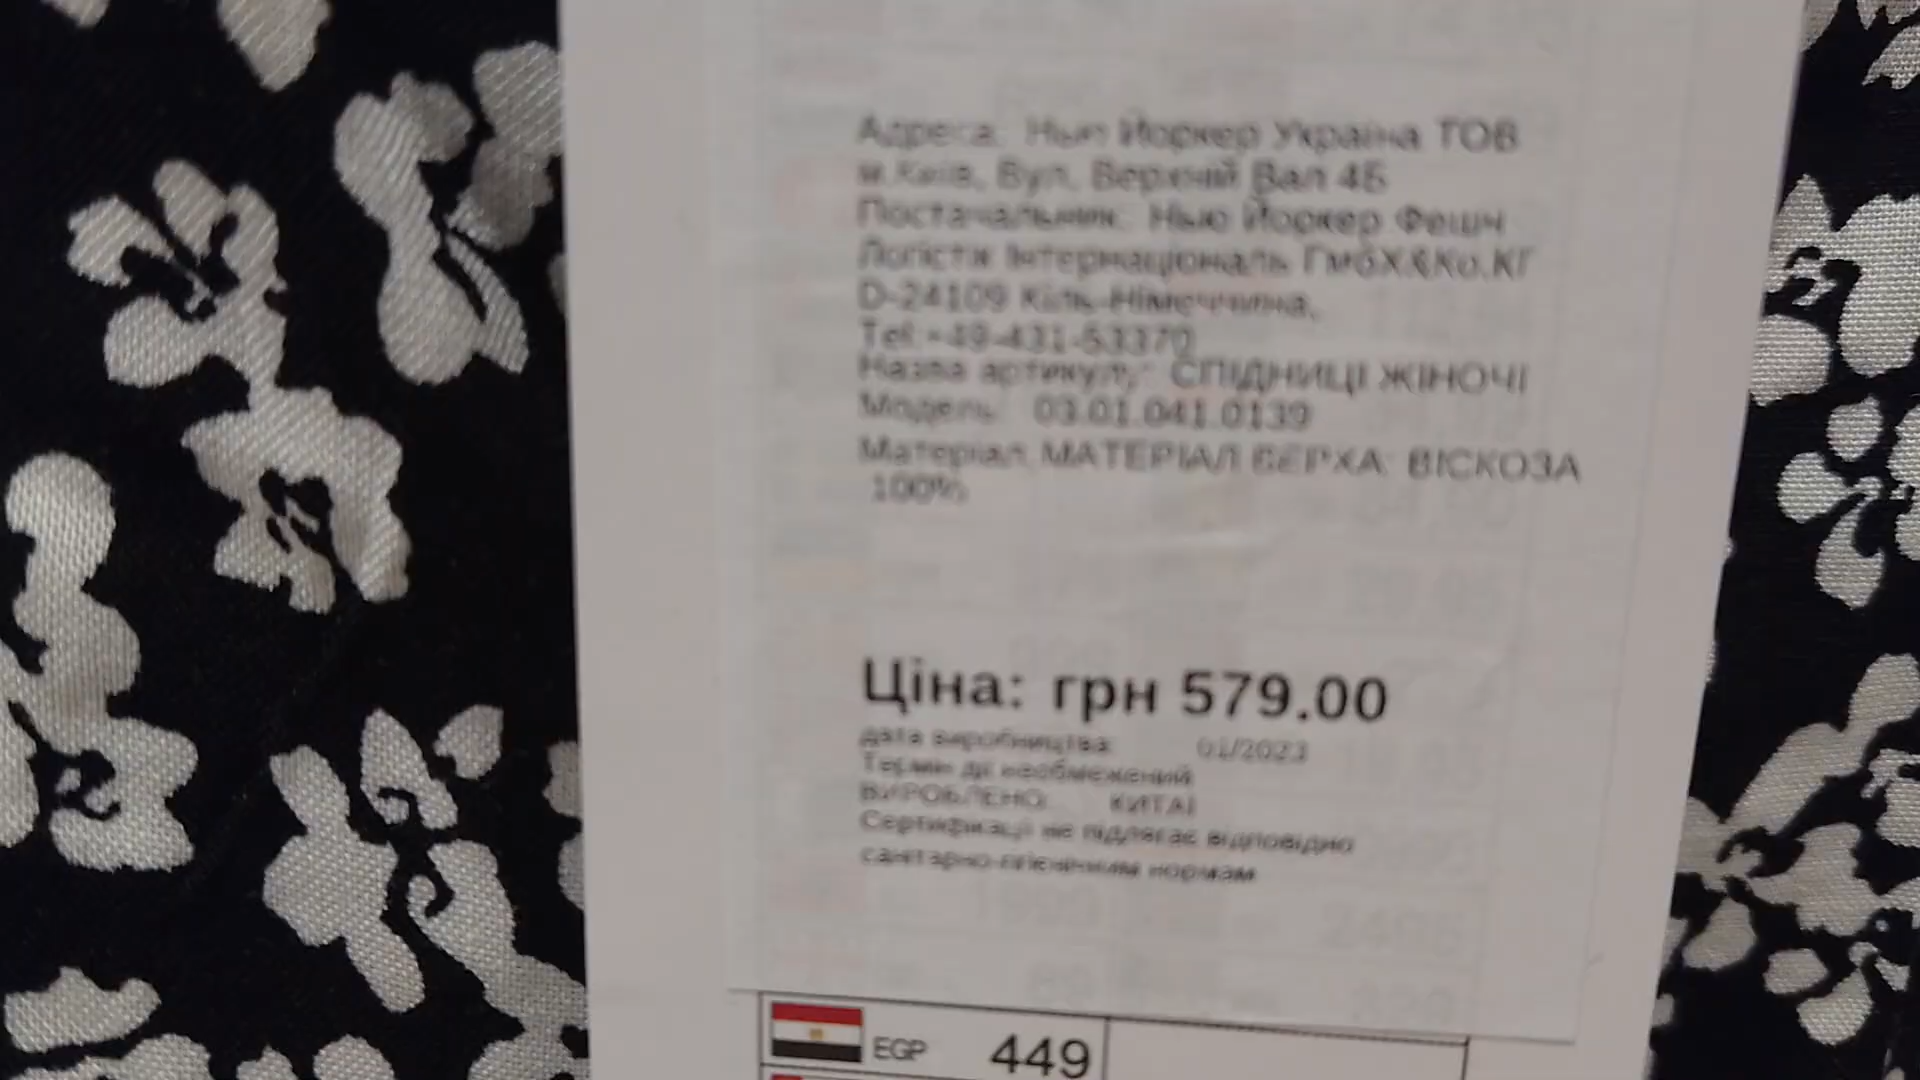 Адреса: Нью Йоркер Україна ТОВ
м.Київ, Вул. Верхній Вал 4Б
Постачальник: Нью Йоркер Фешн
Логістік Інтернаціональ ГмбХ&Ко.КГ
D-24109 Кіль-Німеччина,
Tel:+49-431-53370
Назва артикулу: СПІДНИЦІ ЖІНОЧІ
Модель: 03.01.041.0139
Матеріал: МАТЕРІАЛ ВЕРХА: ВІСКОЗА
100%
Ціна: грн 579.00
дата виробництва: 01/2023
Термін дії необмежений
ВИРОБЛЕНО: КИТАЙ
Сертифікації не підлягає відповідно
санітарно-гігієнічним нормам
EGP 449